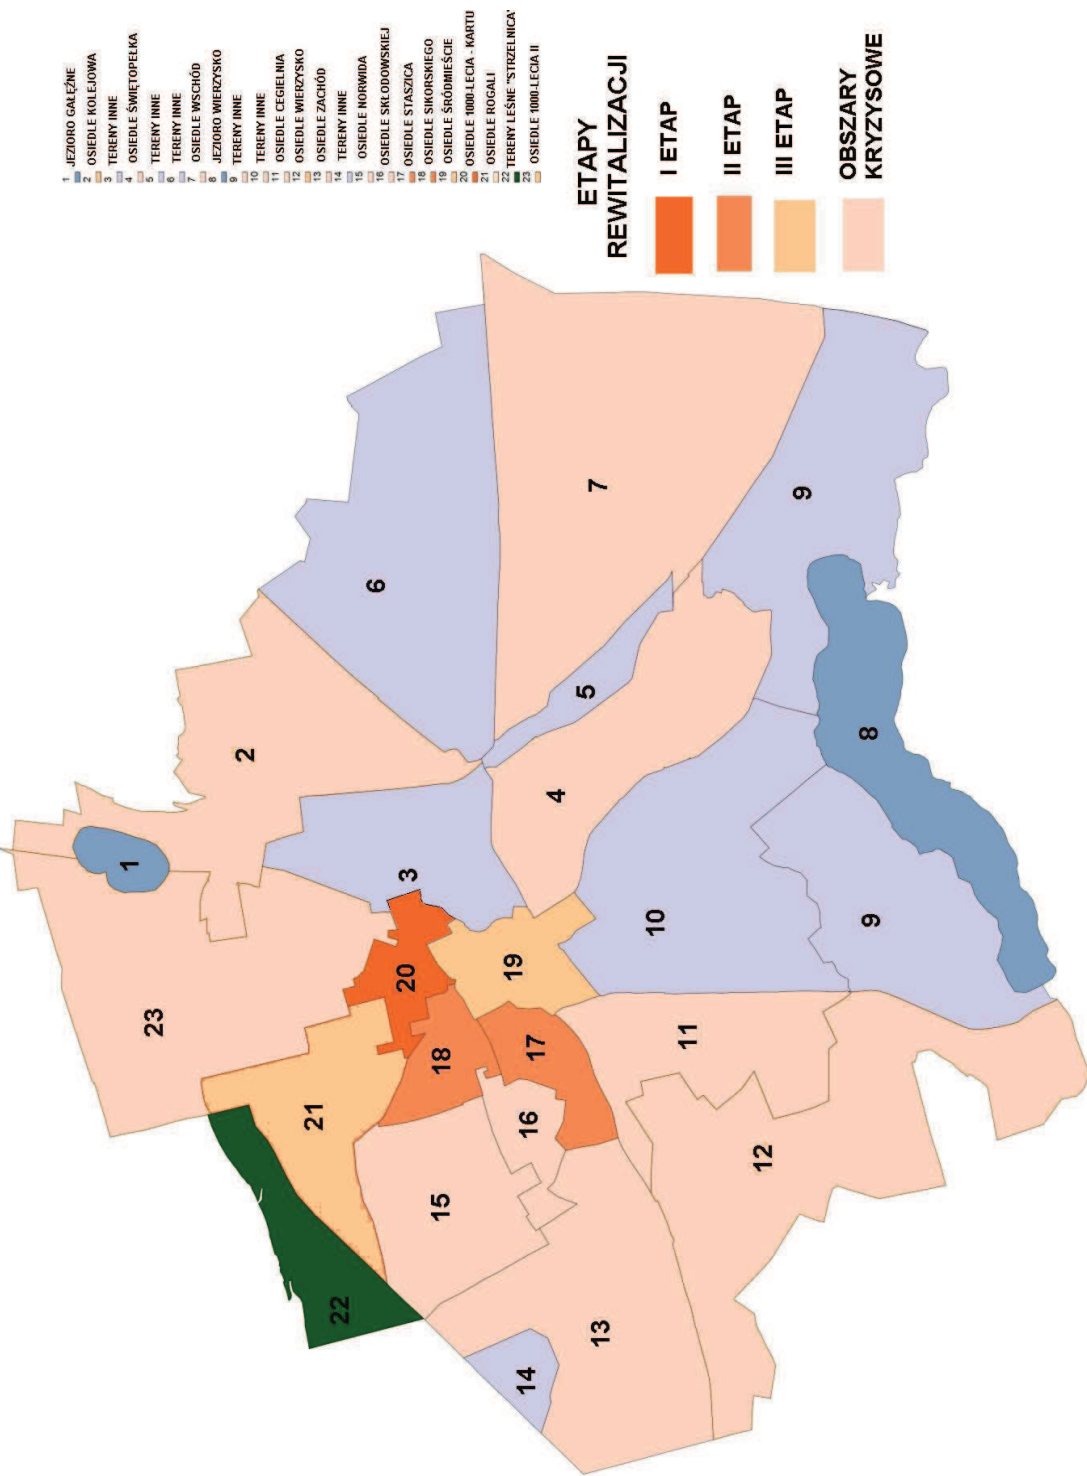 1 JEZIORO GAŁĘŹNE
2 OSIEDLE KOLEJOWA
3 TERENY INNE
4 OSIEDLE ŚWIĘTOPEŁKA
5 TERENY INNE
6 TERENY INNE
7 OSIEDLE WSCHÓD
8 JEZIORO WIERZYSKO
9 TERENY INNE
10 TERENY INNE
11 OSIEDLE CEGIELNIA
12 OSIEDLE WIERZYSKO
13 OSIEDLE ZACHÓD
14 TERENY INNE
15 OSIEDLE NORWIDA
16 OSIEDLE SKŁODOWSKIEJ
17 OSIEDLE STASZICA
18 OSIEDLE SIKORSKIEGO
19 OSIEDLE ŚRÓDMIEŚCIE
20 OSIEDLE 1000-LECIA - KARTU
21 OSIEDLE ROGALI
22 TERENY LEŚNE "STRZELNICA'
23 OSIEDLE 1000-LECIA II
ETAPY
REWITALIZACJI
I ETAP
II ETAP
III ETAP
OBSZARY
KRYZYSOWE
1
2
3
4
5
6
7
8
9
9
10
11
12
13
14
15
16
17
18
19
20
21
22
23